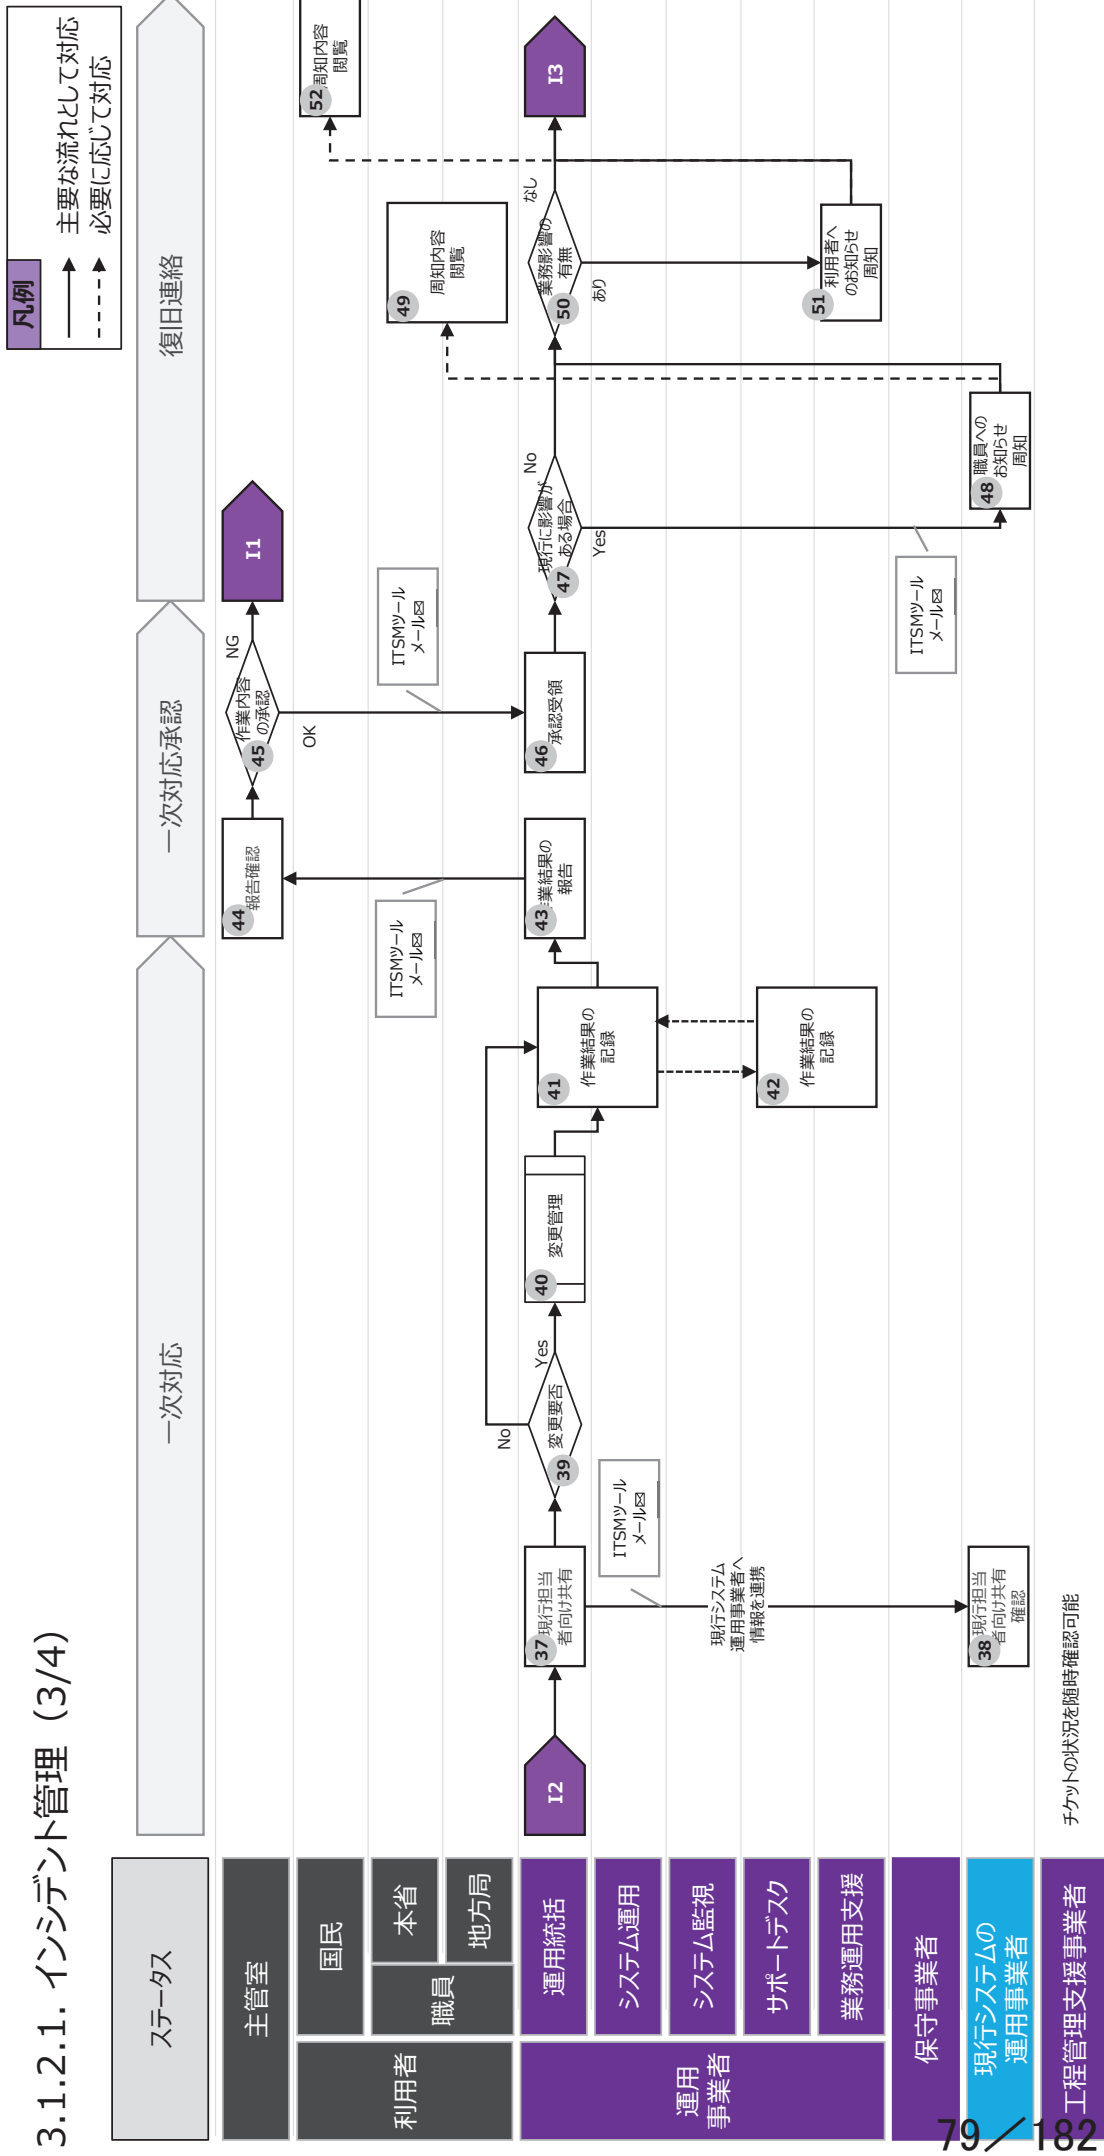 3.1.2.1. インシデント管理（3/4）
凡例
主要な流れとして対応
必要に応じて対応
ステータス
一次対応
一次対応承認
復旧連絡
主管室
利用者
国民
職員
本省
地方局
運用
事業者
運用統括
システム運用
システム監視
サポートデスク
業務運用支援
保守事業者
現行システムの
運用事業者
工程管理支援事業者
I2
37
現行担当
者向け共有
ITSMツール
メール✉
現行システム
運用事業者へ
情報を連携
38
現行担当
者向け共有
確認
39
変更要否
No
Yes
40
変更管理
41
作業結果の
記録
42
作業結果の
記録
43
作業結果の
報告
ITSMツール
メール✉
44
報告確認
45
作業内容
の承認
NG
OK
I1
ITSMツール
メール✉
46
承認受領
47
現行に影響が
ある場合
No
Yes
ITSMツール
メール✉
48
職員への
お知らせ
周知
49
周知内容
閲覧
50
業務影響の
有無
なし
あり
51
利用者へ
のお知らせ
周知
52
周知内容
閲覧
I3
チケットの状況を随時確認可能
79／182